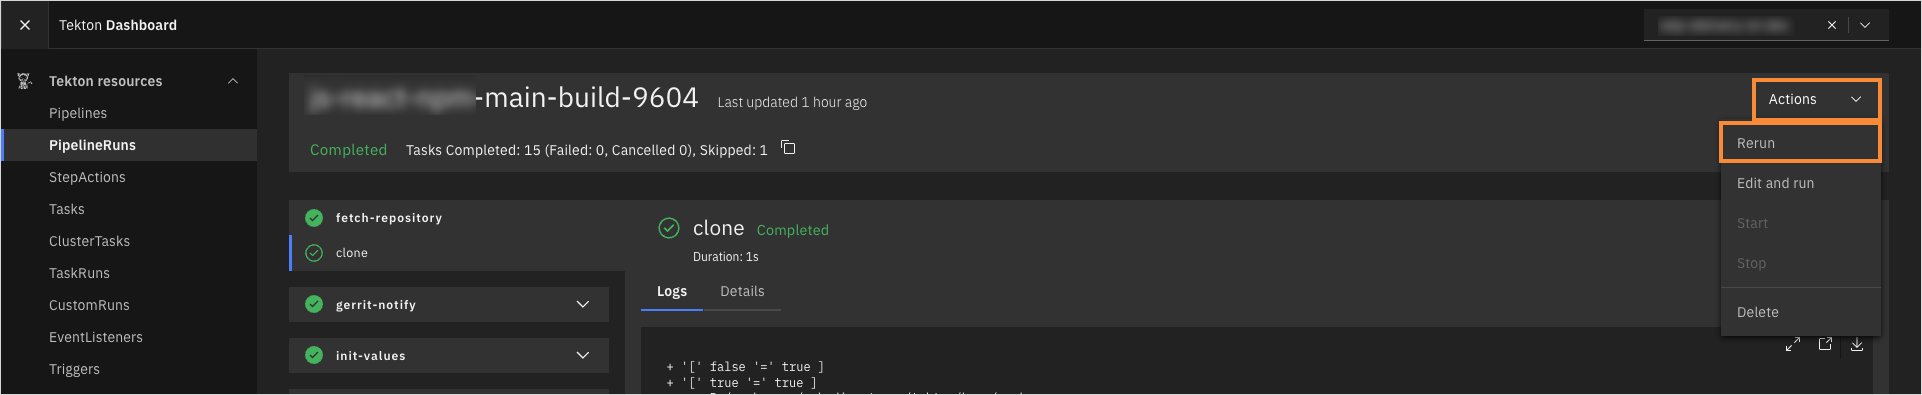 Tekton Dashboard
Tekton resources
Pipelines
PipelineRuns
StepActions
Tasks
ClusterTasks
TaskRuns
CustomRuns
EventListeners
Triggers
-main-build-9604 Last updated 1 hour ago
Completed Tasks Completed: 15 (Failed: 0, Cancelled 0), Skipped: 1
Actions
Rerun
Edit and run
Start
Stop
Delete
fetch-repository
clone
gerrit-notify
init-values
clone Completed
Duration: 1s
Logs Details
+ '[' false '=' true ]
+ '[' true '=' true ]